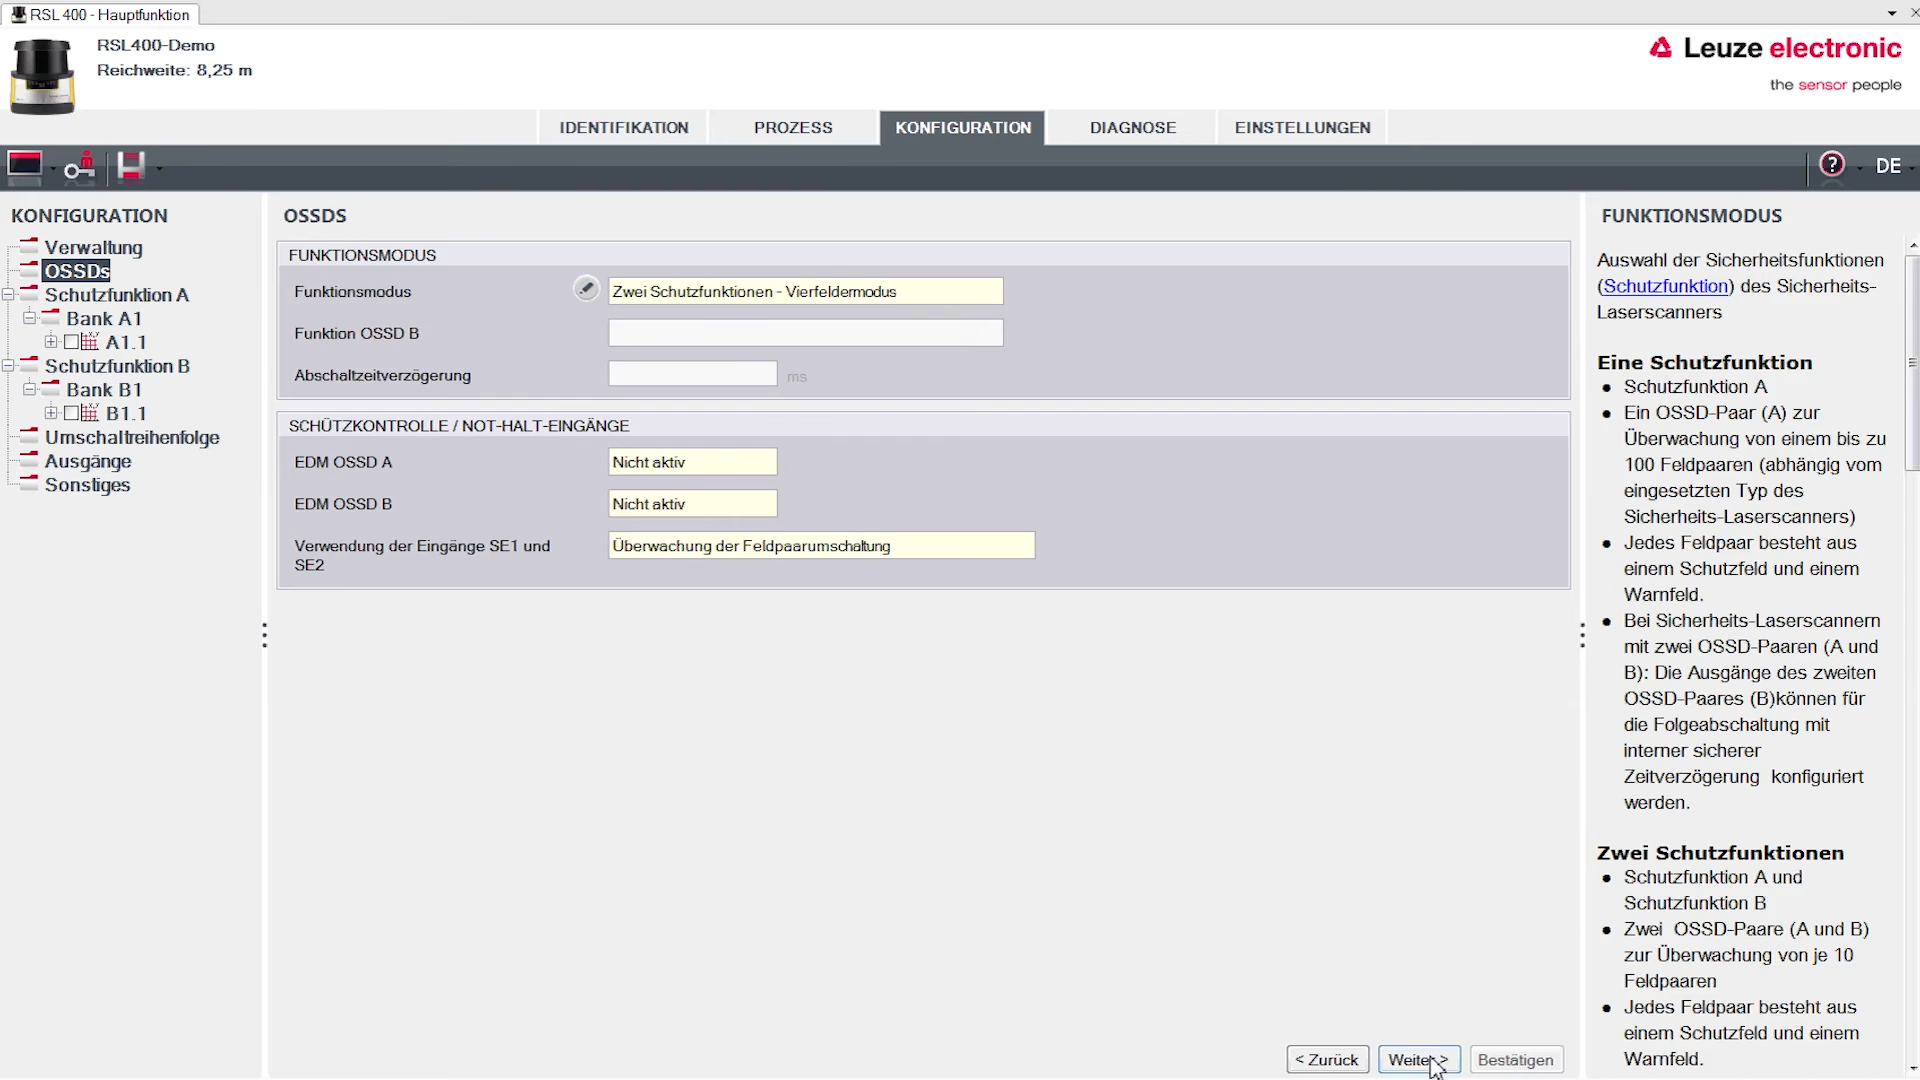 RSL 400 - Hauptfunktion
RSL400-Demo
Reichweite: 8,25 m
Leuze electronic
the sensor people
IDENTIFIKATION
PROZESS
KONFIGURATION
DIAGNOSE
EINSTELLUNGEN
?
DE
KONFIGURATION
Verwaltung
OSSDs
Schutzfunktion A
Bank A1
A1.1
Schutzfunktion B
Bank B1
B1.1
Umschaltreihenfolge
Ausgänge
Sonstiges
OSSDS
FUNKTIONSMODUS
Funktionsmodus
Zwei Schutzfunktionen - Vierfeldermodus
Funktion OSSD B
Abschaltzeitverzögerung
ms
SCHÜTZKONTROLLE / NOT-HALT-EINGÄNGE
EDM OSSD A
Nicht aktiv
EDM OSSD B
Nicht aktiv
Verwendung der Eingänge SE1 und
SE2
Überwachung der Feldpaarumschaltung
< Zurück
Weiter >
Bestätigen
FUNKTIONSMODUS
Auswahl der Sicherheitsfunktionen
(Schutzfunktion) des Sicherheits-
Laserscanners
Eine Schutzfunktion
● Schutzfunktion A
● Ein OSSD-Paar (A) zur
Überwachung von einem bis zu
100 Feldpaaren (abhängig vom
eingesetzten Typ des
Sicherheits-Laserscanners)
● Jedes Feldpaar besteht aus
einem Schutzfeld und einem
Warnfeld.
● Bei Sicherheits-Laserscannern
mit zwei OSSD-Paaren (A und
B): Die Ausgänge des zweiten
OSSD-Paares (B)können für
die Folgeabschaltung mit
interner sicherer
Zeitverzögerung konfiguriert
werden.
Zwei Schutzfunktionen
● Schutzfunktion A und
Schutzfunktion B
● Zwei OSSD-Paare (A und B)
zur Überwachung von je 10
Feldpaaren
● Jedes Feldpaar besteht aus
einem Schutzfeld und einem
Warnfeld.